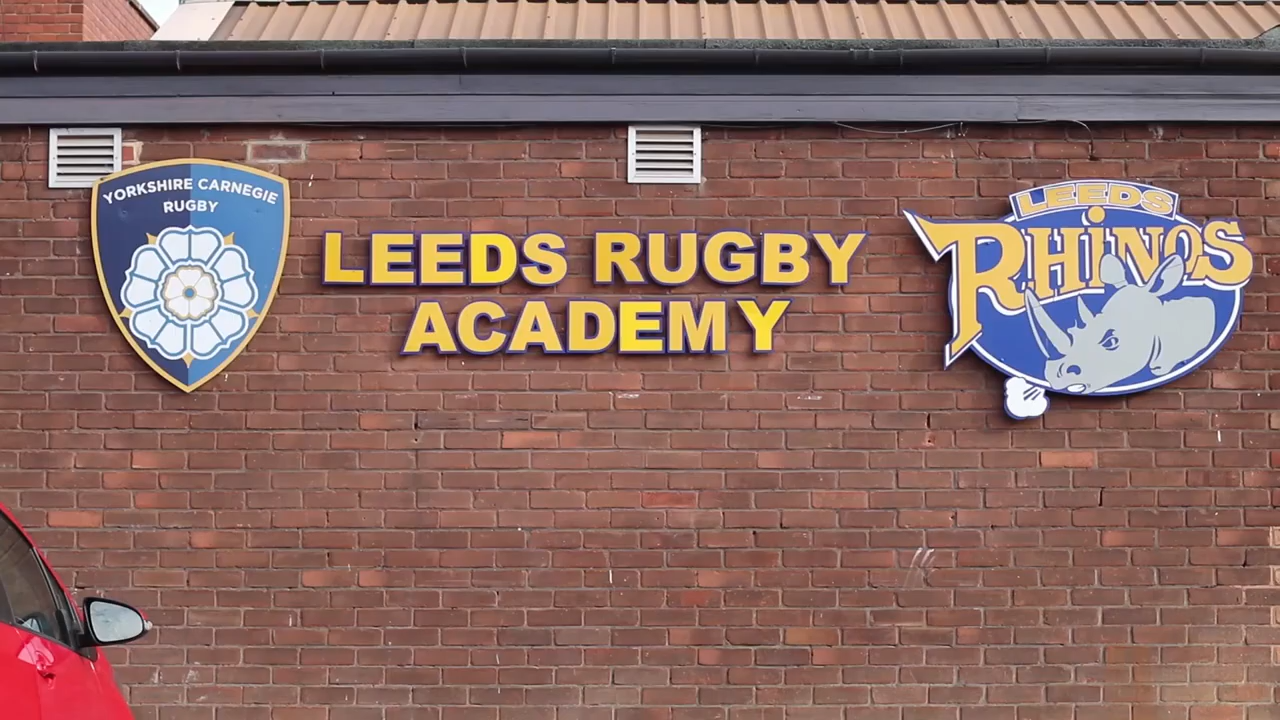 YORKSHIRE CARNEGIE
RUGBY
LEEDS RUGBY
ACADEMY
LEEDS
RHiNOS